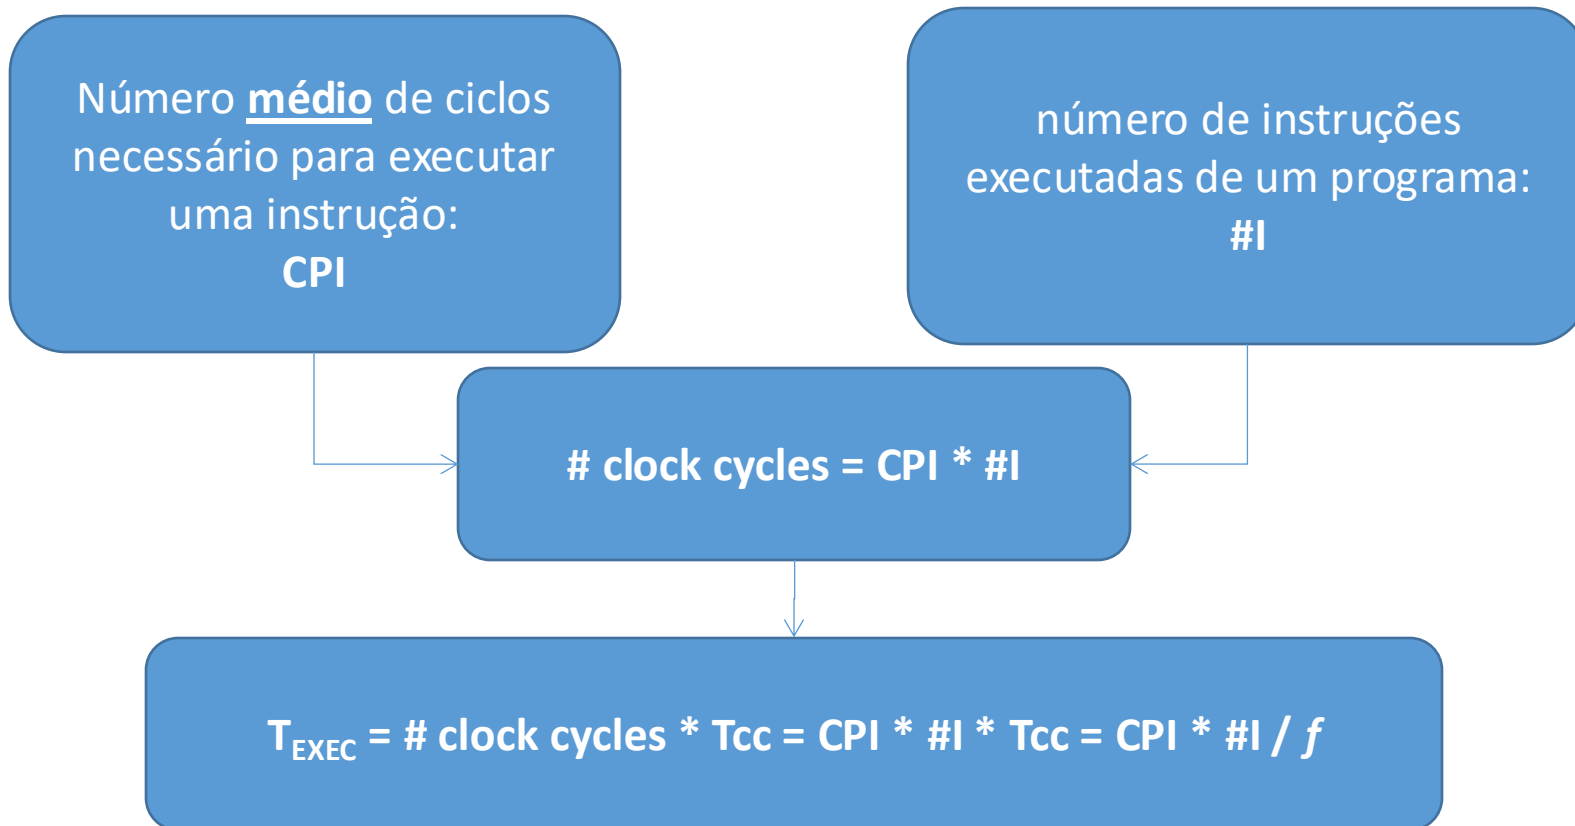 Número médio de ciclos
necessário para executar
uma instrução:
CPI
número de instruções
executadas de um programa:
#I
# clock cycles = CPI * #I
T_EXEC = # clock cycles * Tcc = CPI * #I * Tcc = CPI * #I / f